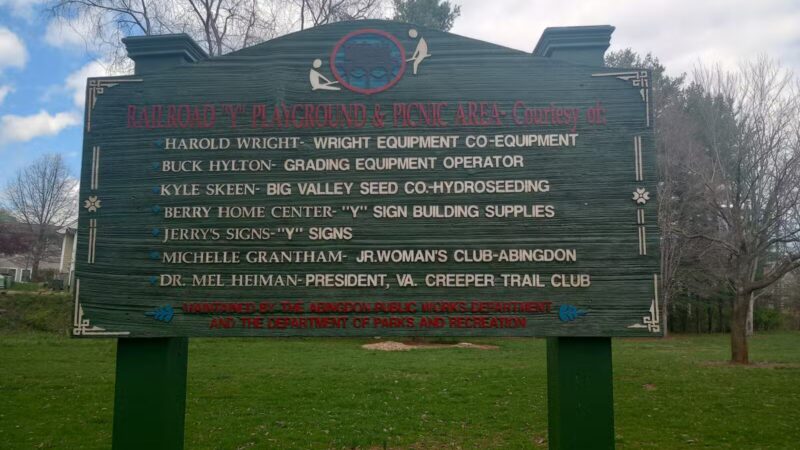 RAILROAD "Y" PLAYGROUND & PICNIC AREA- Courtesy of:
HAROLD WRIGHT- WRIGHT EQUIPMENT CO-EQUIPMENT
BUCK HYLTON- GRADING EQUIPMENT OPERATOR
KYLE SKEEN- BIG VALLEY SEED CO.-HYDROSEEDING
BERRY HOME CENTER- "Y" SIGN BUILDING SUPPLIES
JERRY'S SIGNS-"Y" SIGNS
MICHELLE GRANTHAM- JR.WOMAN'S CLUB-ABINGDON
DR. MEL HEIMAN-PRESIDENT, VA. CREEPER TRAIL CLUB
MAINTAINED BY THE ABINGDON PUBLIC WORKS DEPARTMENT
AND THE DEPARTMENT OF PARKS AND RECREATION